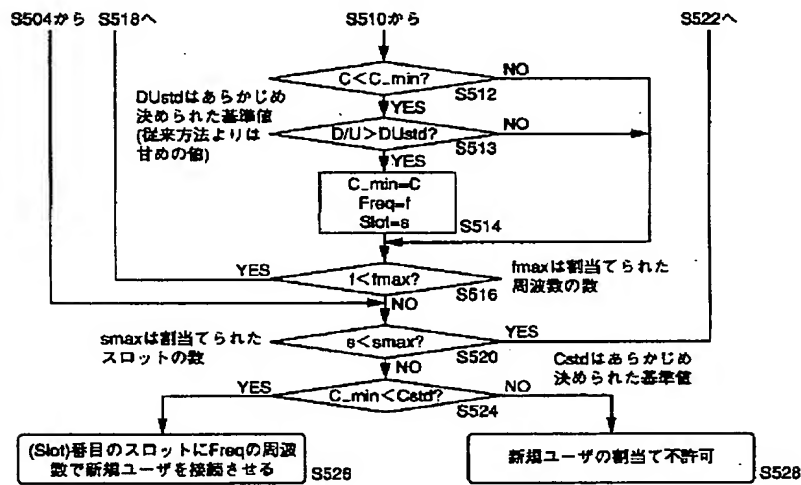 S504から S518へ S510から S522へ
C<C_min? NO
S512
DUstdはあらかじめ
決められた基準値
(従来方法よりは
甘めの値)
YES
D/U>DUstd? NO
S513
YES
C_min=C
Freq=f
Slot=s
S514
YES
f<fmax?
S516
fmaxは割当てられた
周波数の数
NO
smaxは割当てられた
スロットの数
s<smax? YES
S520
NO
Cstdはあらかじめ
決められた基準値
YES
C_min<Cstd? NO
S524
(Slot)番目のスロットにFreqの周波
数で新規ユーザを接続させる
S526
新規ユーザの割当て不許可
S528